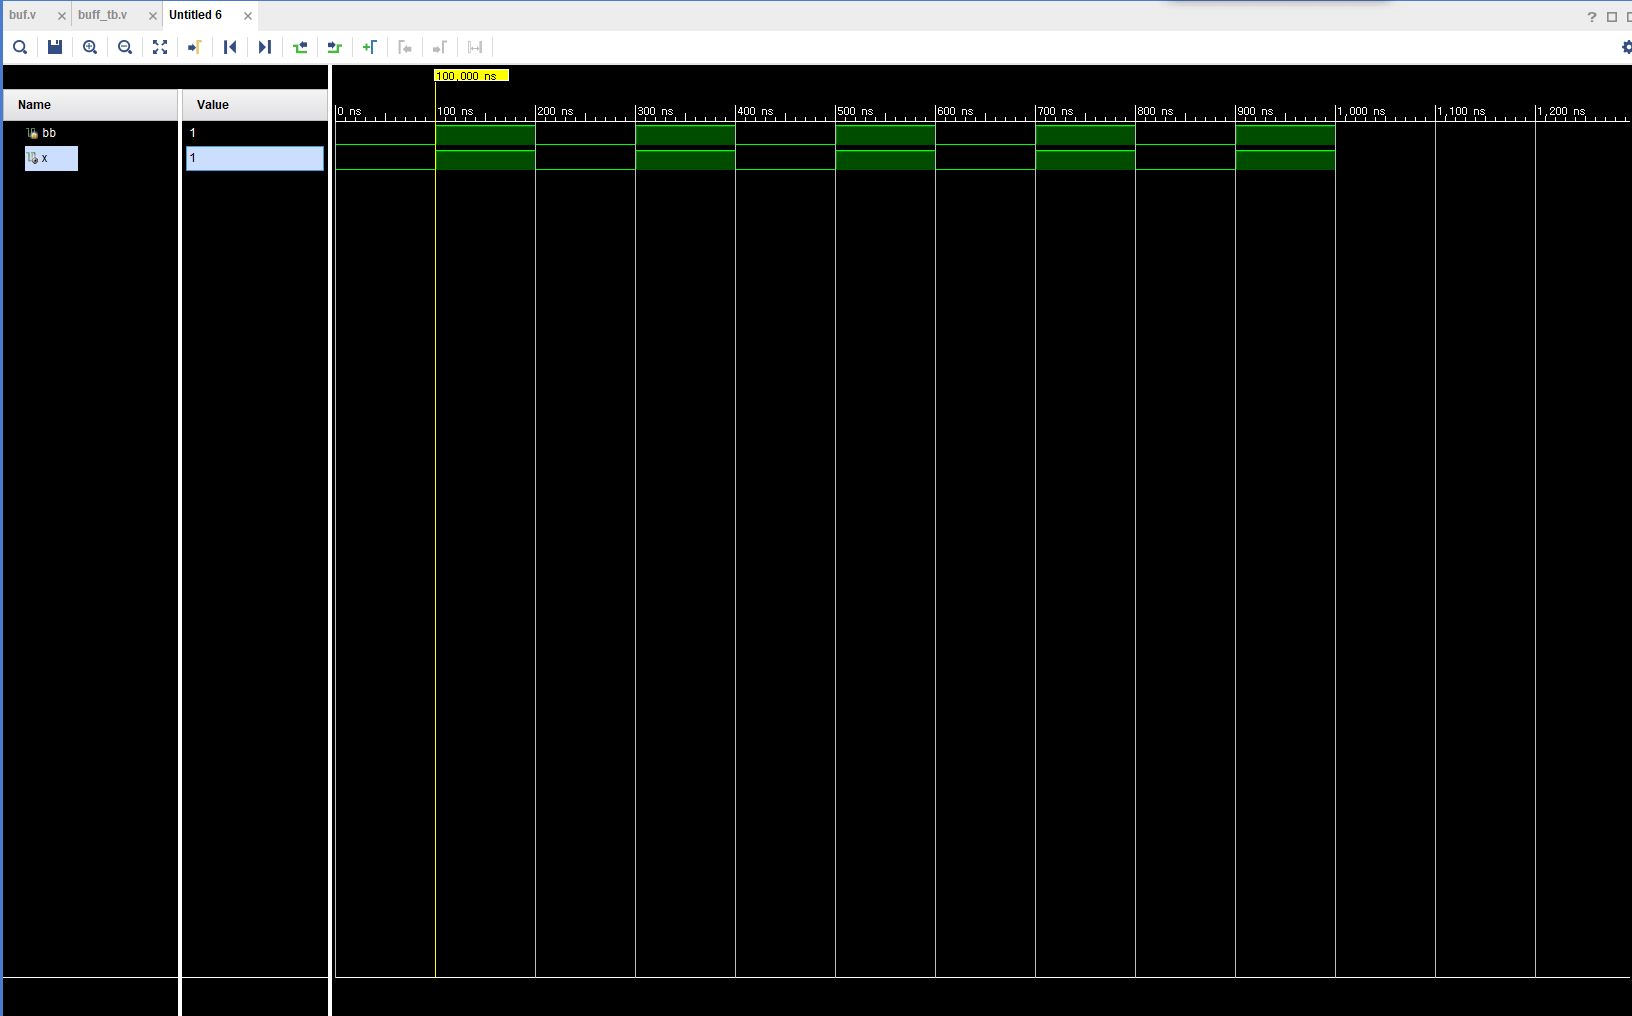 buf.v buff_tb.v Untitled 6
?
100,000 ns
Name Value
0 ns 100 ns 200 ns 300 ns 400 ns 500 ns 600 ns 700 ns 800 ns 900 ns 1,000 ns 1,100 ns 1,200 ns
bb 1
x 1